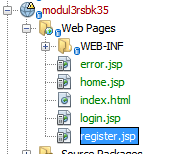 modul3rsbk35
Web Pages
WEB-INF
error.jsp
home.jsp
index.html
login.jsp
register.jsp
Source Packages